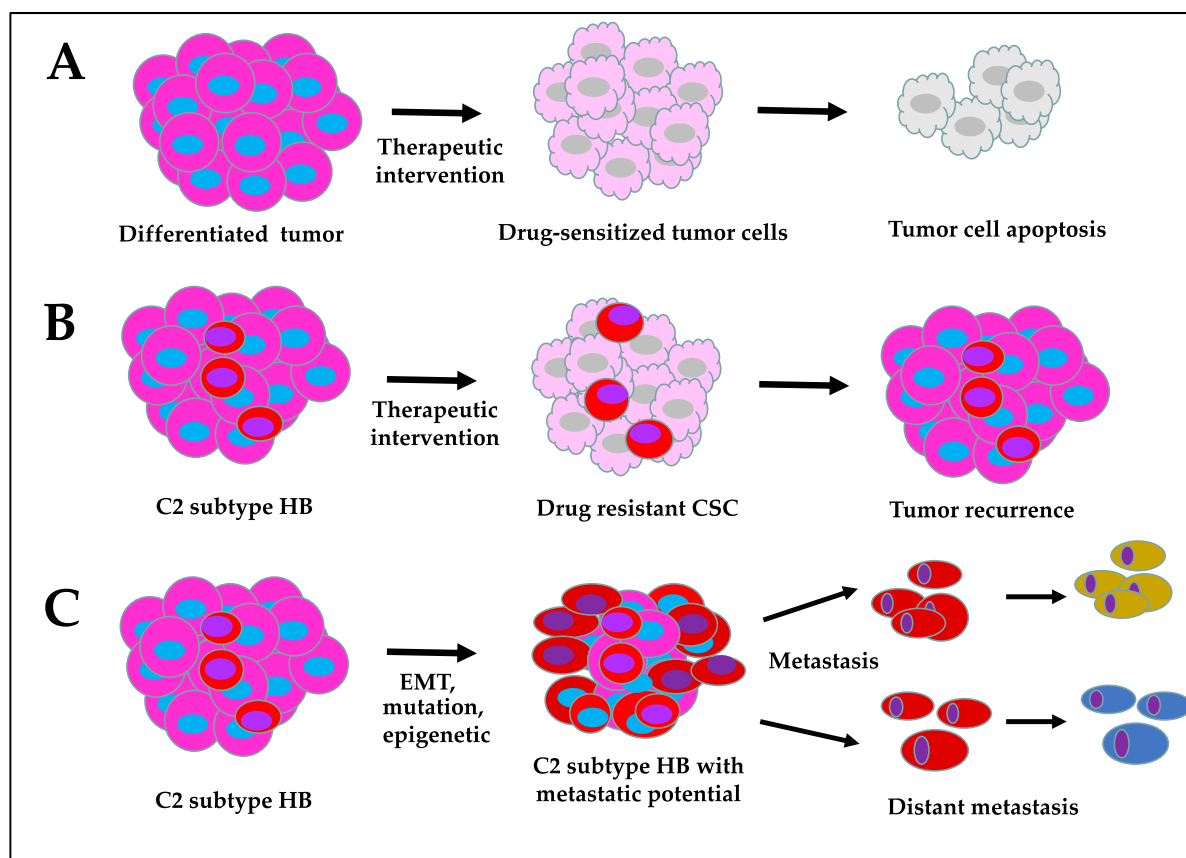 A
Therapeutic
intervention
Differentiated tumor
Drug-sensitized tumor cells
Tumor cell apoptosis
B
Therapeutic
intervention
C2 subtype HB
Drug resistant CSC
Tumor recurrence
C
EMT,
mutation,
epigenetic
Metastasis
C2 subtype HB
C2 subtype HB with
metastatic potential
Distant metastasis